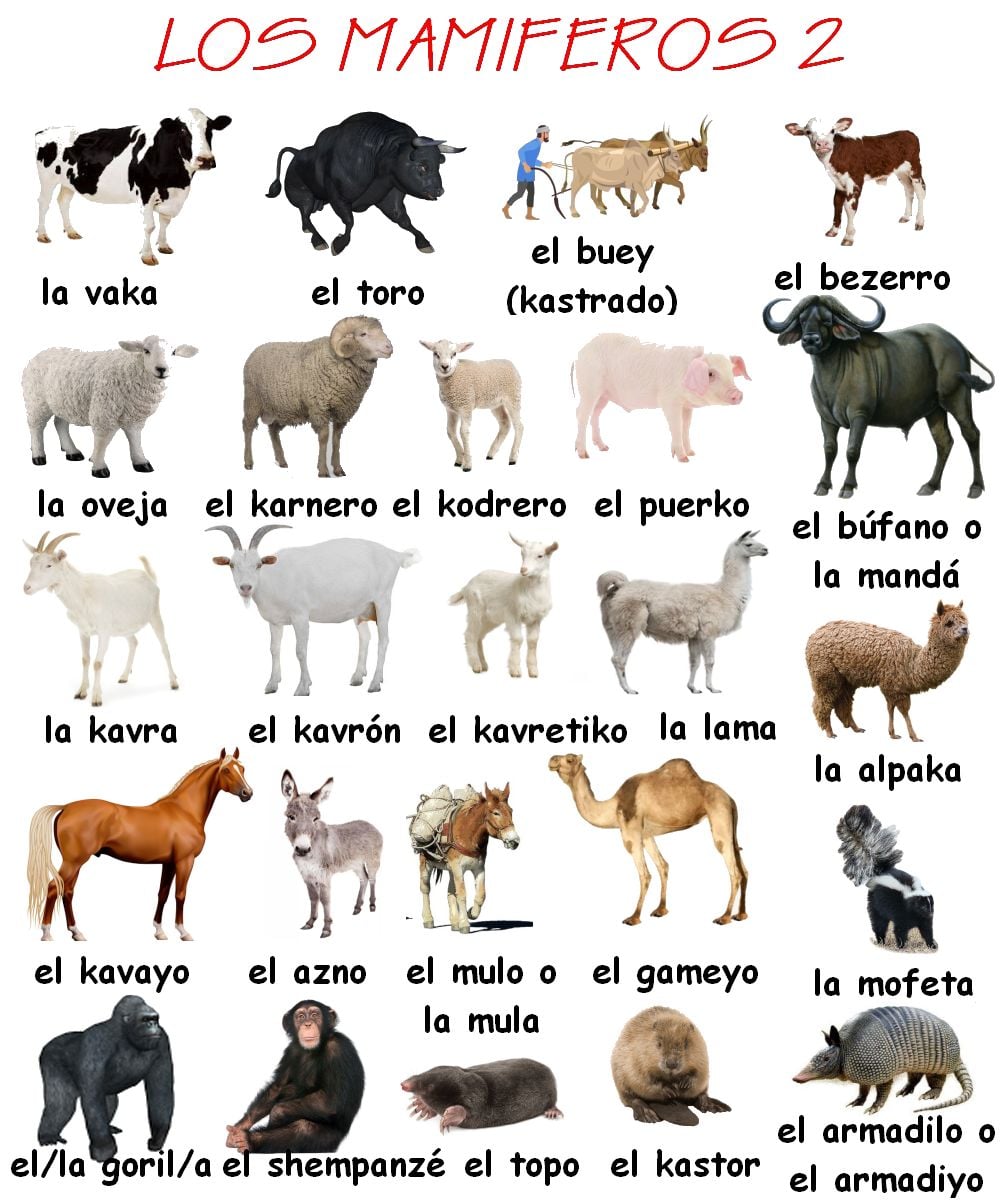 LOS MAMIFEROS 2
la vaka
el toro
el buey
(kastrado)
el bezerro
la oveja
el karnero
el kodrero
el puerko
el búfano o
la mandá
la kavra
el kavrón
el kavretiko
la lama
la alpaka
el kavayo
el azno
el mulo o
la mula
el gameyo
la mofeta
el/la goril/a
el shempanzé
el topo
el kastor
el armadilo o
el armadiyo